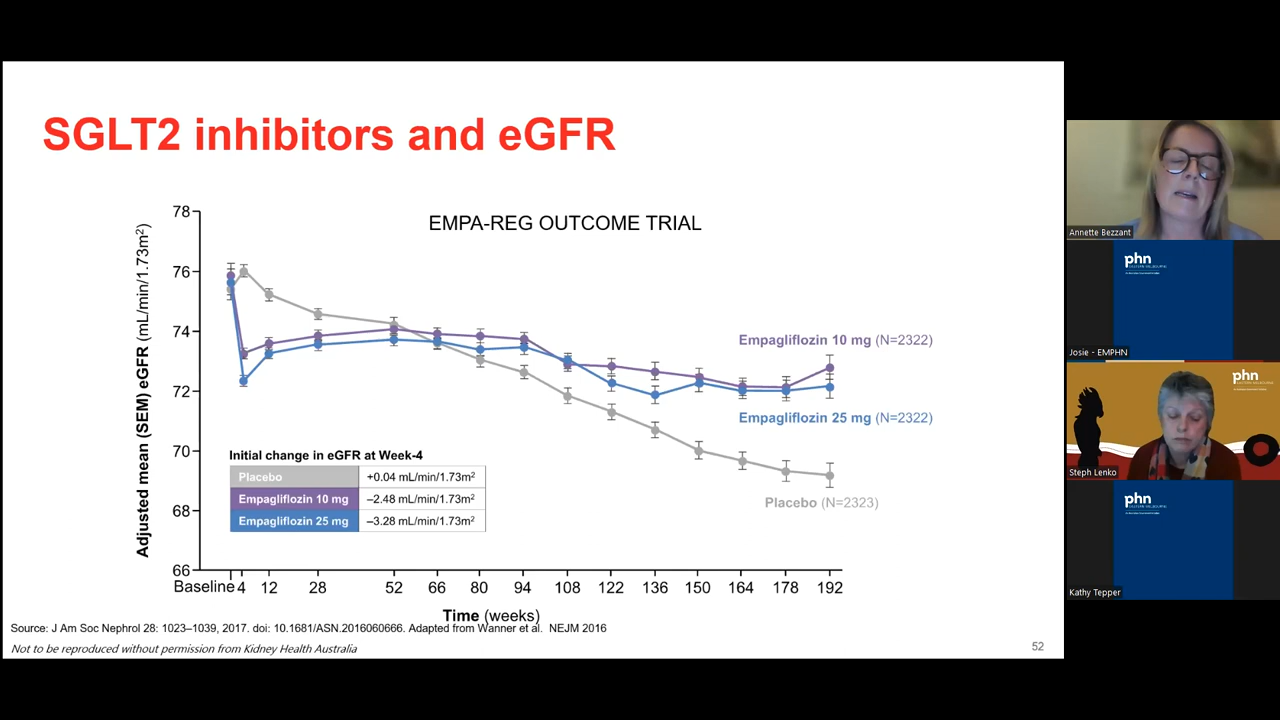 SGLT2 inhibitors and eGFR
EMPA-REG OUTCOME TRIAL
Adjusted mean (SEM) eGFR (mL/min/1.73m²)
78
76
74
72
70
68
66
Empagliflozin 10 mg (N=2322)
Empagliflozin 25 mg (N=2322)
Placebo (N=2323)
Initial change in eGFR at Week-4
Placebo +0.04 mL/min/1.73m²
Empagliflozin 10 mg –2.48 mL/min/1.73m²
Empagliflozin 25 mg –3.28 mL/min/1.73m²
Baseline 4 12 28 52 66 80 94 108 122 136 150 164 178 192
Time (weeks)
Source: J Am Soc Nephrol 28: 1023–1039, 2017. doi: 10.1681/ASN.2016060666. Adapted from Wanner et al. NEJM 2016
Not to be reproduced without permission from Kidney Health Australia
52
Annette Bezzant
phn
Josie - EMPHN
phn
Steph Lenko
phn
Kathy Tepper